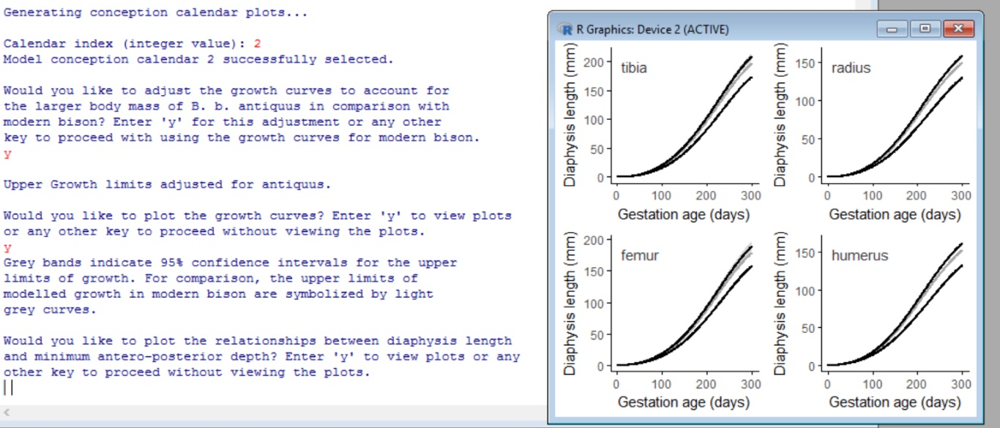 Generating conception calendar plots...
Calendar index (integer value): 2
Model conception calendar 2 successfully selected.
Would you like to adjust the growth curves to account for
the larger body mass of B. b. antiquus in comparison with
modern bison? Enter 'y' for this adjustment or any other
key to proceed with using the growth curves for modern bison.
y
Upper Growth limits adjusted for antiquus.
Would you like to plot the growth curves? Enter 'y' to view plots
or any other key to proceed without viewing the plots.
y
Grey bands indicate 95% confidence intervals for the upper
limits of growth. For comparison, the upper limits of
modelled growth in modern bison are symbolized by light
grey curves.
Would you like to plot the relationships between diaphysis length
and minimum antero-posterior depth? Enter 'y' to view plots or any
other key to proceed without viewing the plots.
R Graphics: Device 2 (ACTIVE)
tibia
Diaphysis length (mm)
200
150
100
50
0
0 100 200 300
Gestation age (days)
radius
Diaphysis length (mm)
150
100
50
0
0 100 200 300
Gestation age (days)
femur
Diaphysis length (mm)
200
150
100
50
0
0 100 200 300
Gestation age (days)
humerus
Diaphysis length (mm)
150
100
50
0
0 100 200 300
Gestation age (days)